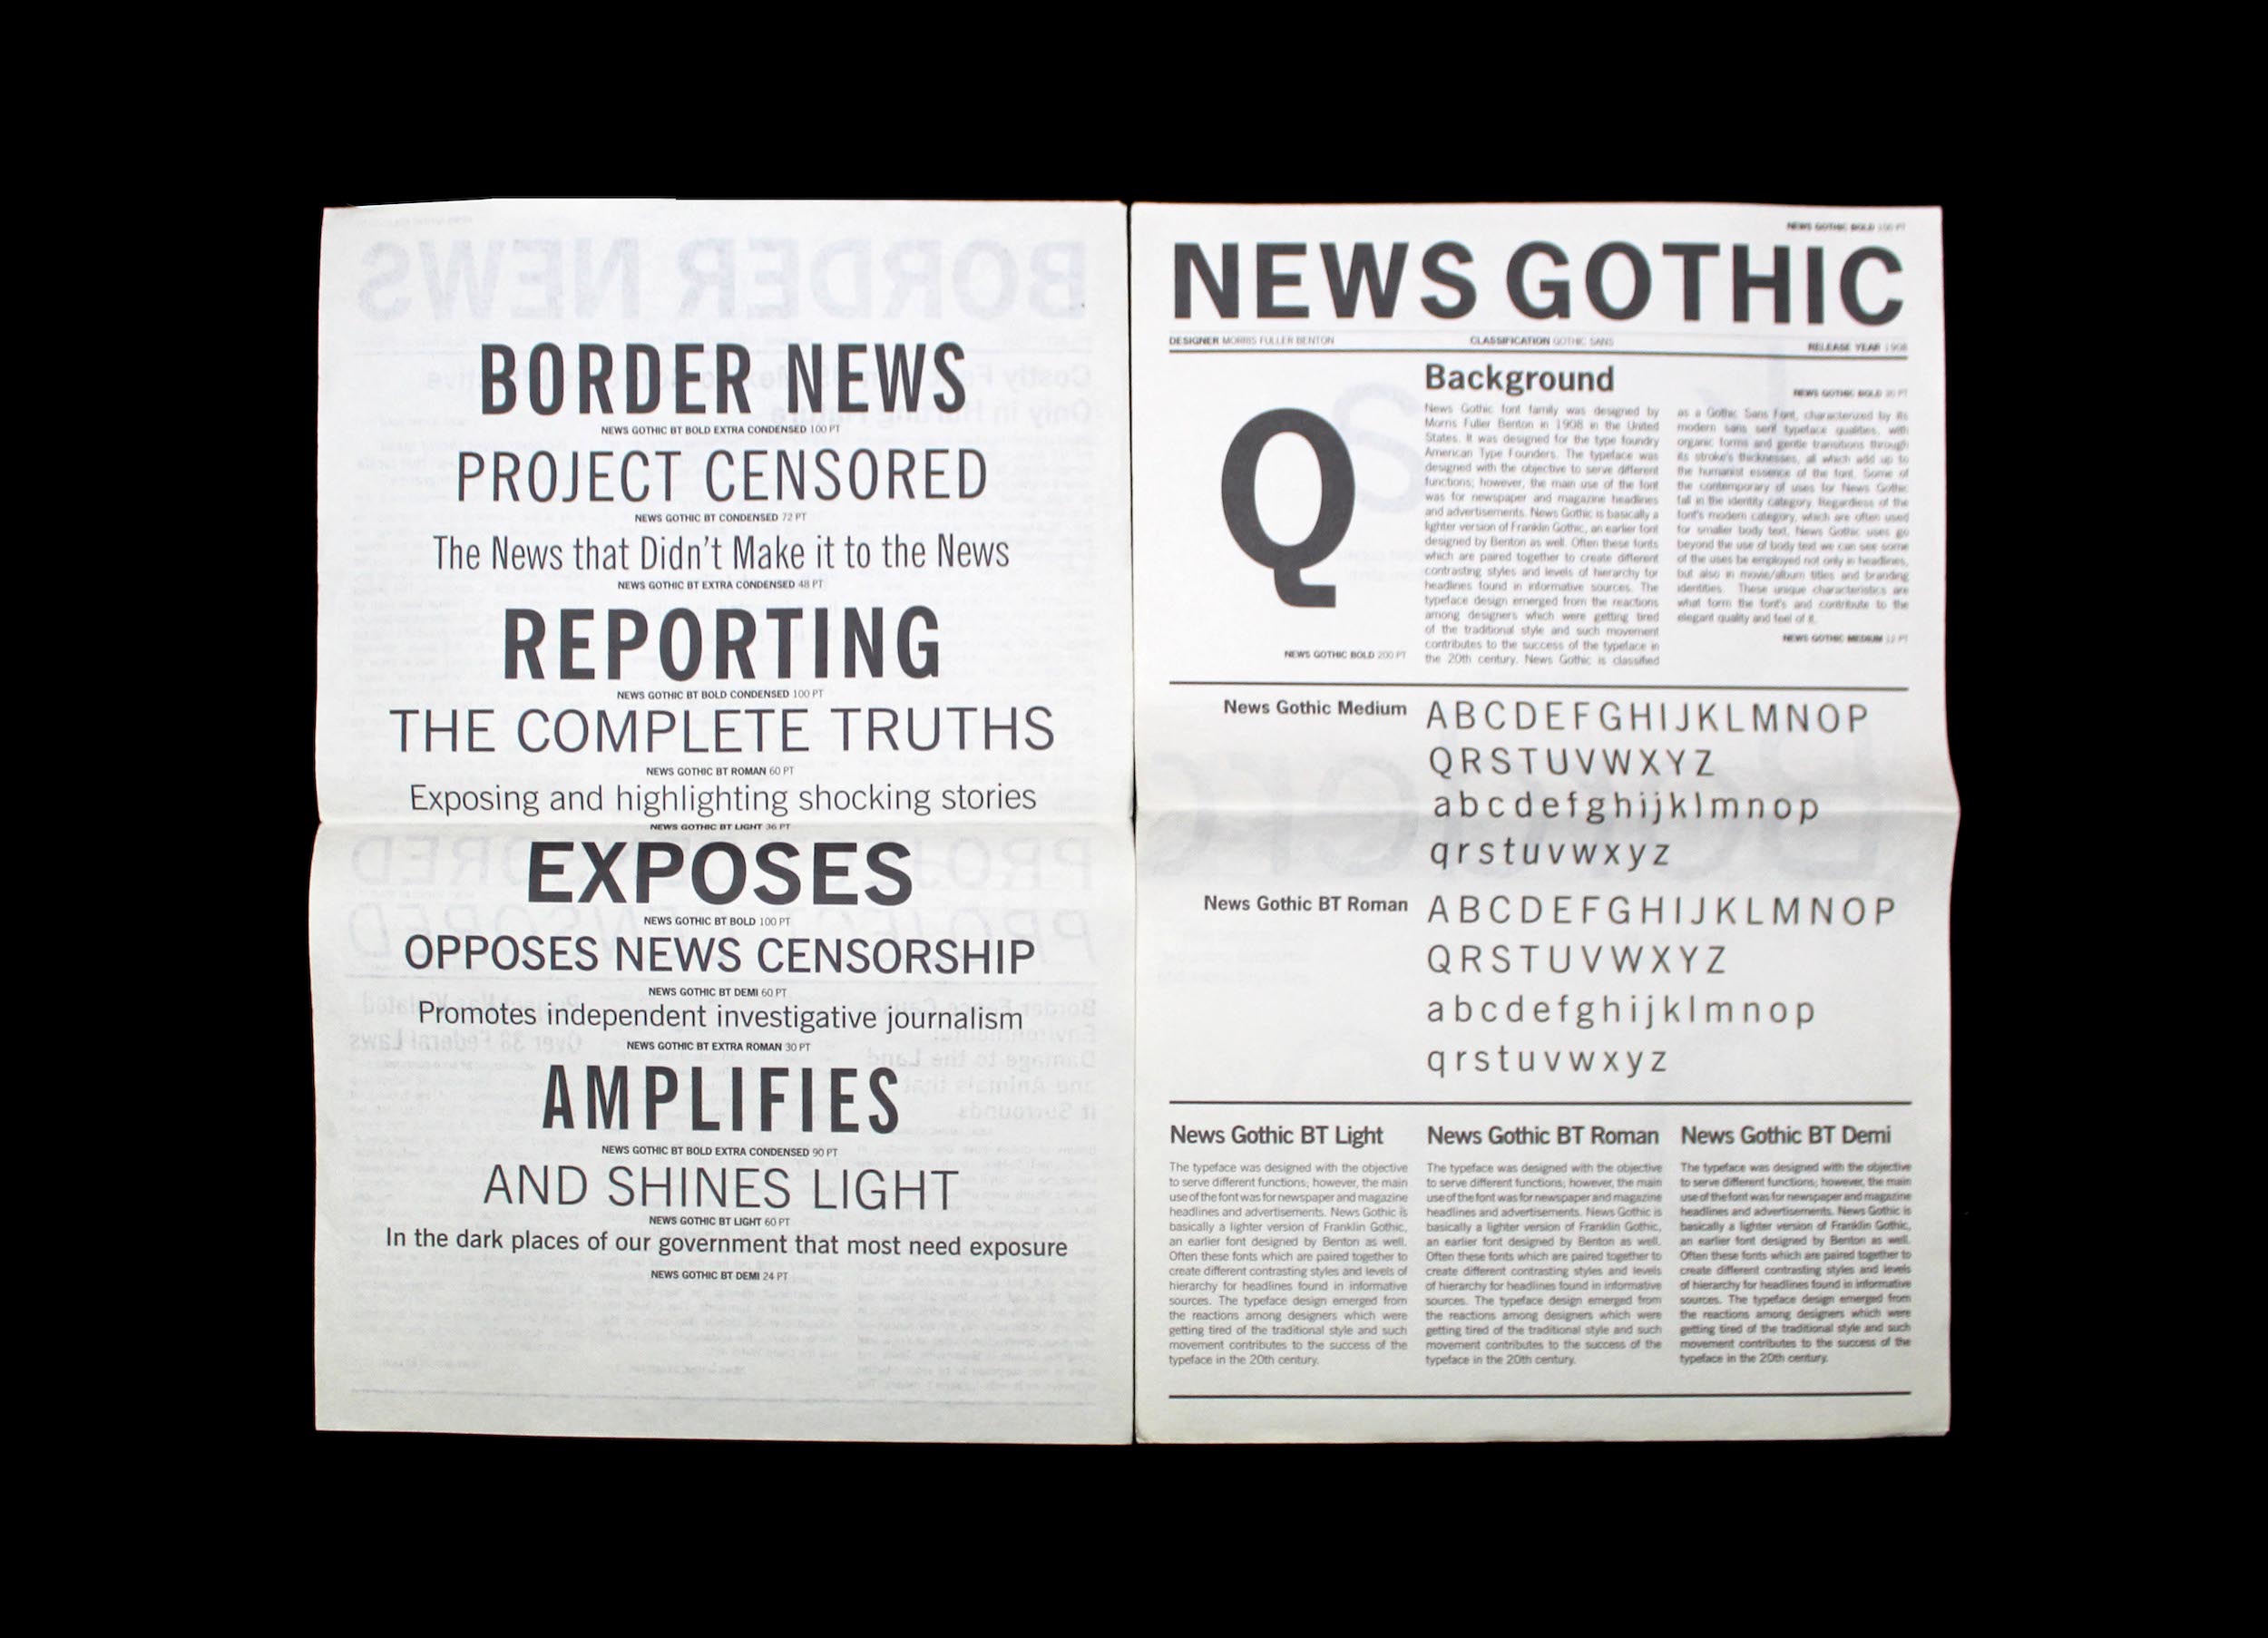 BORDER NEWS
NEWS GOTHIC BT BOLD EXTRA CONDENSED 100 PT
PROJECT CENSORED
NEWS GOTHIC BT CONDENSED 72 PT
The News that Didn't Make it to the News
NEWS GOTHIC BT EXTRA CONDENSED 48 PT
REPORTING
NEWS GOTHIC BT BOLD CONDENSED 100 PT
THE COMPLETE TRUTHS
NEWS GOTHIC BT ROMAN 60 PT
Exposing and highlighting shocking stories
NEWS GOTHIC BT LIGHT 36 PT
EXPOSES
NEWS GOTHIC BT BOLD 100 PT
OPPOSES NEWS CENSORSHIP
NEWS GOTHIC BT DEMI 60 PT
Promotes independent investigative journalism
NEWS GOTHIC BT EXTRA ROMAN 30 PT
AMPLIFIES
NEWS GOTHIC BT BOLD EXTRA CONDENSED 90 PT
AND SHINES LIGHT
NEWS GOTHIC BT LIGHT 60 PT
In the dark places of our government that most need exposure
NEWS GOTHIC BT DEMI 24 PT
NEWS GOTHIC BOLD 100 PT
NEWS GOTHIC
DESIGNER MORRIS FULLER BENTON
CLASSIFICATION GOTHIC SANS
RELEASE YEAR 1908
Q
NEWS GOTHIC BOLD 200 PT
Background
NEWS GOTHIC BOLD 30 PT
News Gothic font family was designed by
Morris Fuller Benton in 1908 in the United
States. It was designed for the type foundry
American Type Founders. The typeface was
designed with the objective to serve different
functions; however, the main use of the font
was for newspaper and magazine headlines
and advertisements. News Gothic is basically a
lighter version of Franklin Gothic, an earlier font
designed by Benton as well. Often these fonts
which are paired together to create different
contrasting styles and levels of hierarchy for
headlines found in informative sources. The
typeface design emerged from the reactions
among designers which were getting tired
of the traditional style and such movement
contributes to the success of the typeface in
the 20th century. News Gothic is classified
as a Gothic Sans Font, characterized by its
modern sans serif typeface qualities, with
organic forms and gentle transitions through
its stroke's thicknesses, all which add up to
the humanist essence of the font. Some of
the contemporary of uses for News Gothic
fall in the identity category. Regardless of the
font's modern category, which are often used
for smaller body text, News Gothic uses go
beyond the use of body text we can see some
of the uses be employed not only in headlines,
but also in movie/album titles and branding
identities. These unique characteristics are
what form the font's and contribute to the
elegant quality and feel of it.
NEWS GOTHIC MEDIUM 12 PT
News Gothic Medium
A B C D E F G H I J K L M N O P
Q R S T U V W X Y Z
a b c d e f g h i j k l m n o p
q r s t u v w x y z
News Gothic BT Roman
A B C D E F G H I J K L M N O P
Q R S T U V W X Y Z
a b c d e f g h i j k l m n o p
q r s t u v w x y z
News Gothic BT Light
The typeface was designed with the objective
to serve different functions; however, the main
use of the font was for newspaper and magazine
headlines and advertisements. News Gothic is
basically a lighter version of Franklin Gothic,
an earlier font designed by Benton as well.
Often these fonts which are paired together to
create different contrasting styles and levels of
hierarchy for headlines found in informative
sources. The typeface design emerged from
the reactions among designers which were
getting tired of the traditional style and such
movement contributes to the success of the
typeface in the 20th century.
News Gothic BT Roman
The typeface was designed with the objective
to serve different functions; however, the main
use of the font was for newspaper and magazine
headlines and advertisements. News Gothic is
basically a lighter version of Franklin Gothic,
an earlier font designed by Benton as well.
Often these fonts which are paired together to
create different contrasting styles and levels
of hierarchy for headlines found in informative
sources. The typeface design emerged from
the reactions among designers which were
getting tired of the traditional style and such
movement contributes to the success of the
typeface in the 20th century.
News Gothic BT Demi
The typeface was designed with the objective
to serve different functions; however, the main
use of the font was for newspaper and magazine
headlines and advertisements. News Gothic is
basically a lighter version of Franklin Gothic,
an earlier font designed by Benton as well.
Often these fonts which are paired together to
create different contrasting styles and levels
of hierarchy for headlines found in informative
sources. The typeface design emerged from
the reactions among designers which were
getting tired of the traditional style and such
movement contributes to the success of the
typeface in the 20th century.